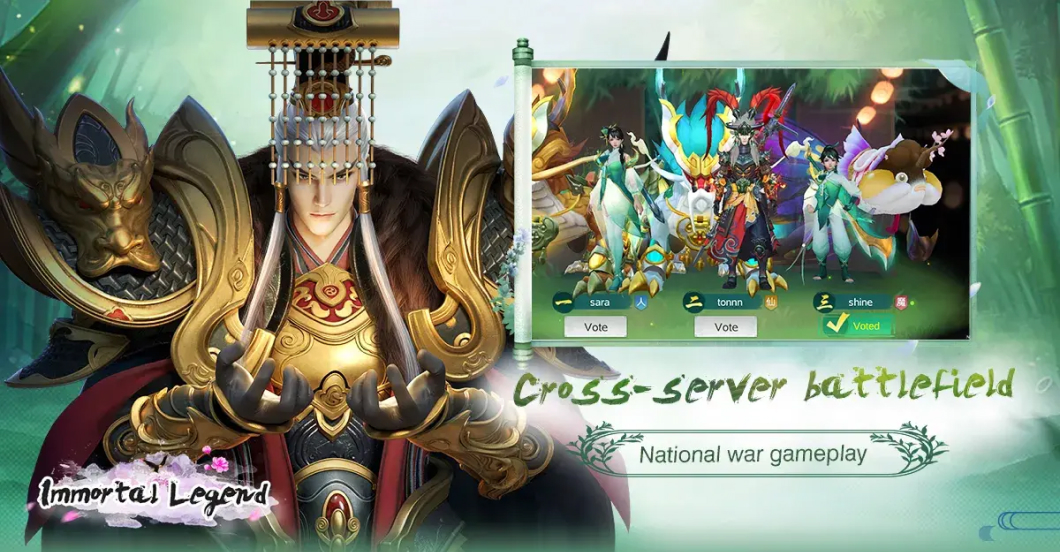 一 sara 人
二 tonnn 仙
三 shine 魔
Vote
Vote
Voted
Cross-server battlefield
National war gameplay
Immortal Legend